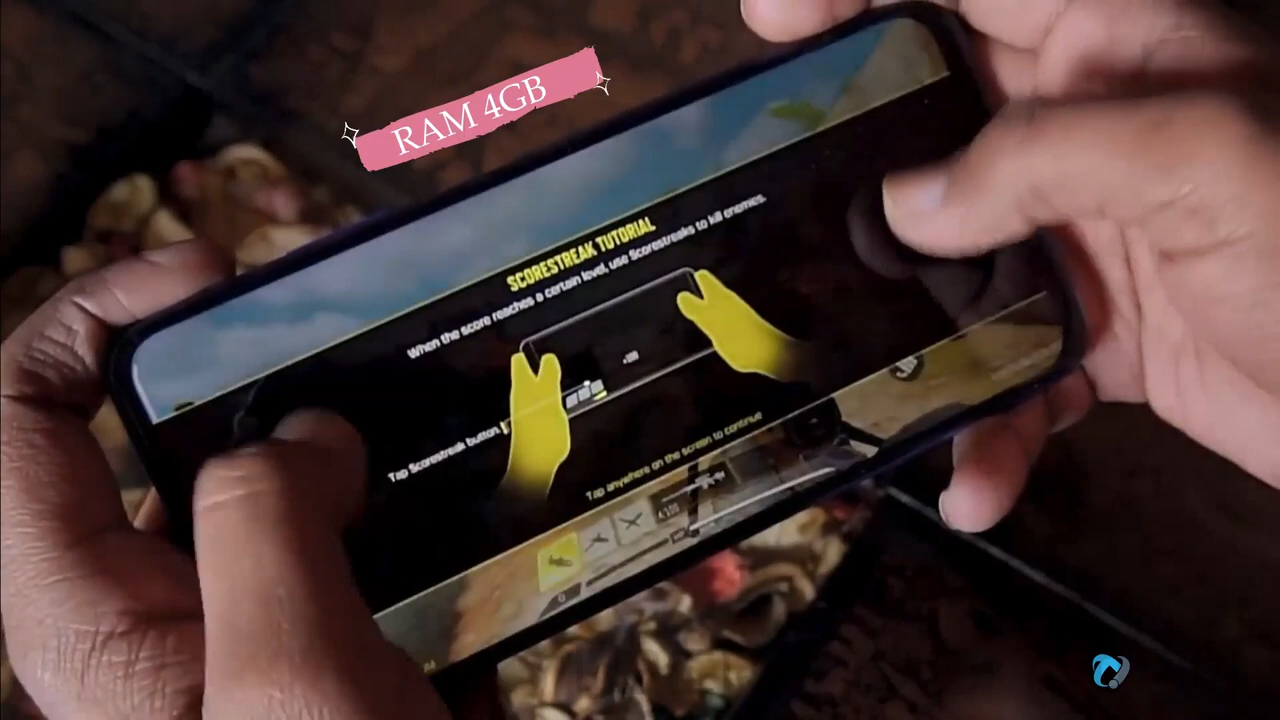 RAM 4GB
SCORESTREAK TUTORIAL
When the score reaches a certain level, use Scorestreaks to kill enemies.
+100
Tap Scorestreak button.
Tap anywhere on the screen to continue